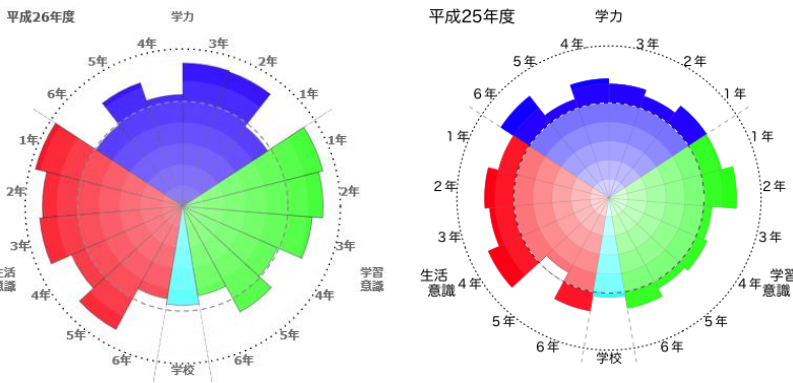 平成26年度
学力
4年
3年
5年
2年
6年
1年
1年
1年
2年
2年
3年
3年
生活
意識
学習
意識
4年
4年
5年
5年
6年
6年
学校
平成25年度
学力
4年
3年
5年
2年
6年
1年
1年
1年
2年
2年
3年
3年
生活
意識
学習
意識
4年
4年
5年
5年
6年
6年
学校